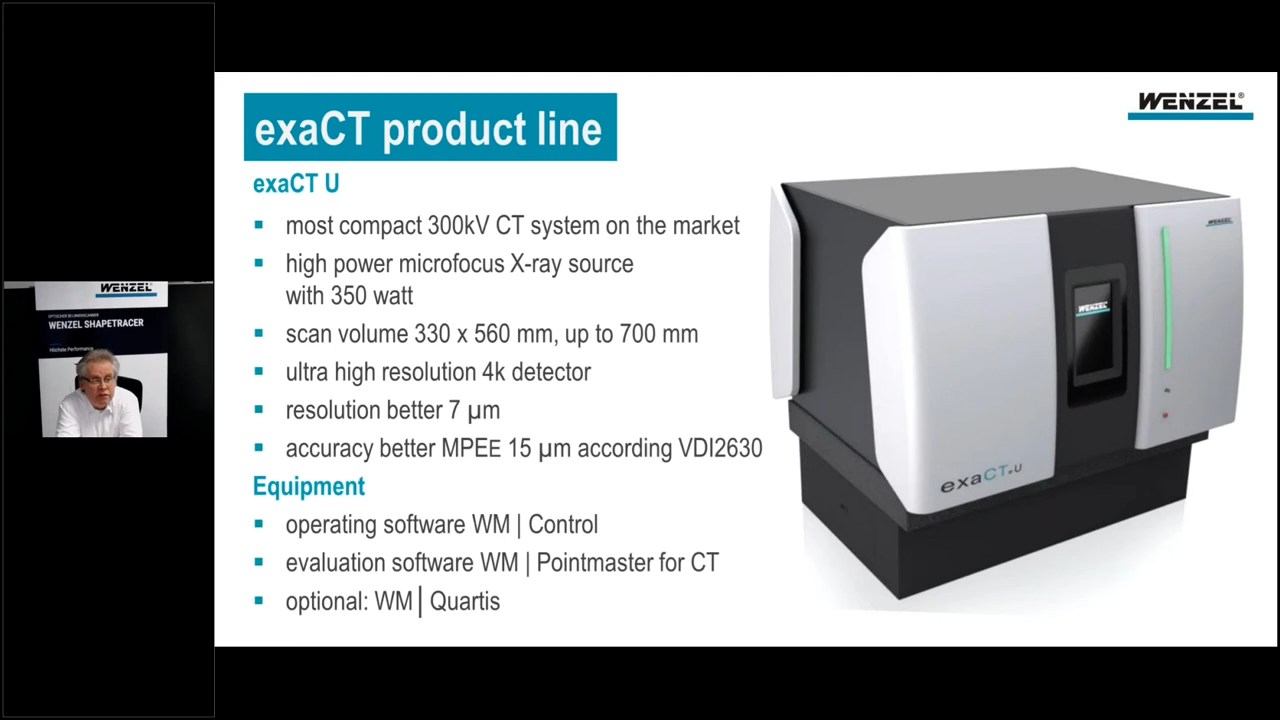 exaCT product line
WENZEL®
exaCT U
▪ most compact 300kV CT system on the market
▪ high power microfocus X-ray source
with 350 watt
▪ scan volume 330 x 560 mm, up to 700 mm
▪ ultra high resolution 4k detector
▪ resolution better 7 µm
▪ accuracy better MPEE 15 µm according VDI2630
Equipment
▪ operating software WM | Control
▪ evaluation software WM | Pointmaster for CT
▪ optional: WM | Quartis
WENZEL
WENZEL
exaCT.U
WENZEL
WENZEL SHAPETRACER
Höchste Performance